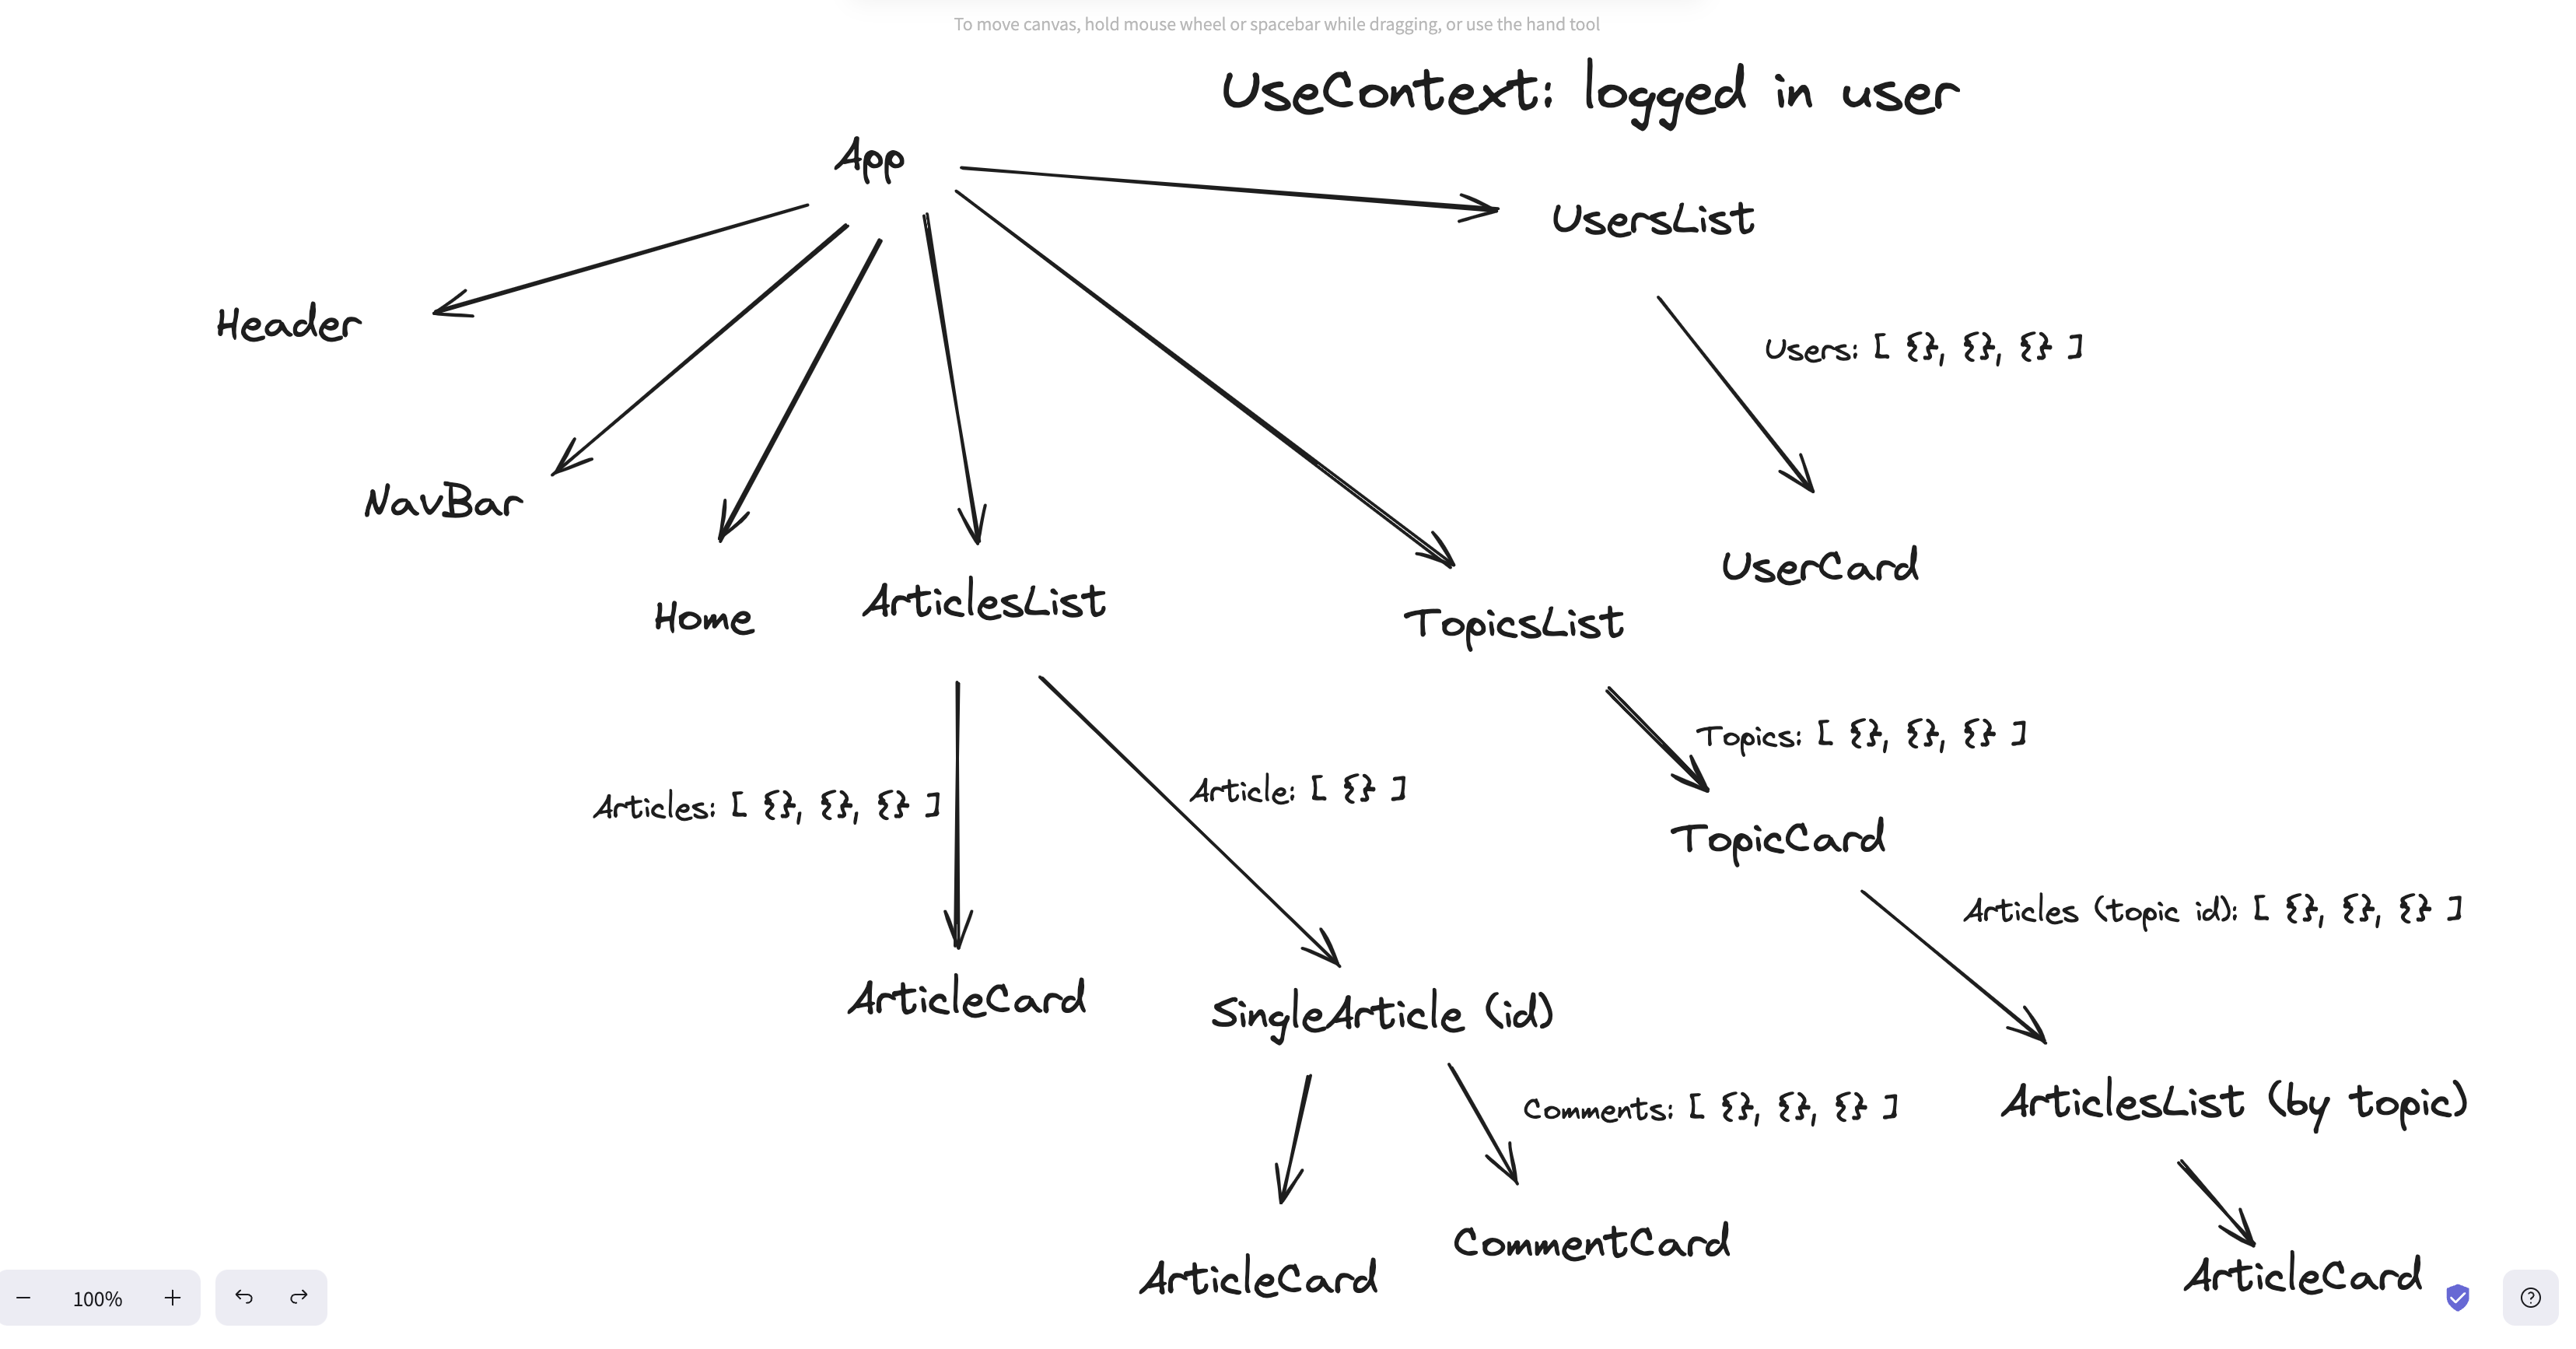 To move canvas, hold mouse wheel or spacebar while dragging, or use the hand tool
UseContext: logged in user
App
UsersList
Header
Users: [ {}, {}, {} ]
NavBar
UserCard
Home
ArticlesList
TopicsList
Topics: [ {}, {}, {} ]
Articles: [ {}, {}, {} ]
Article: [ {} ]
TopicCard
Articles (topic id): [ {}, {}, {} ]
ArticleCard
SingleArticle (id)
Comments: [ {}, {}, {} ]
ArticlesList (by topic)
CommentCard
ArticleCard
ArticleCard
100%